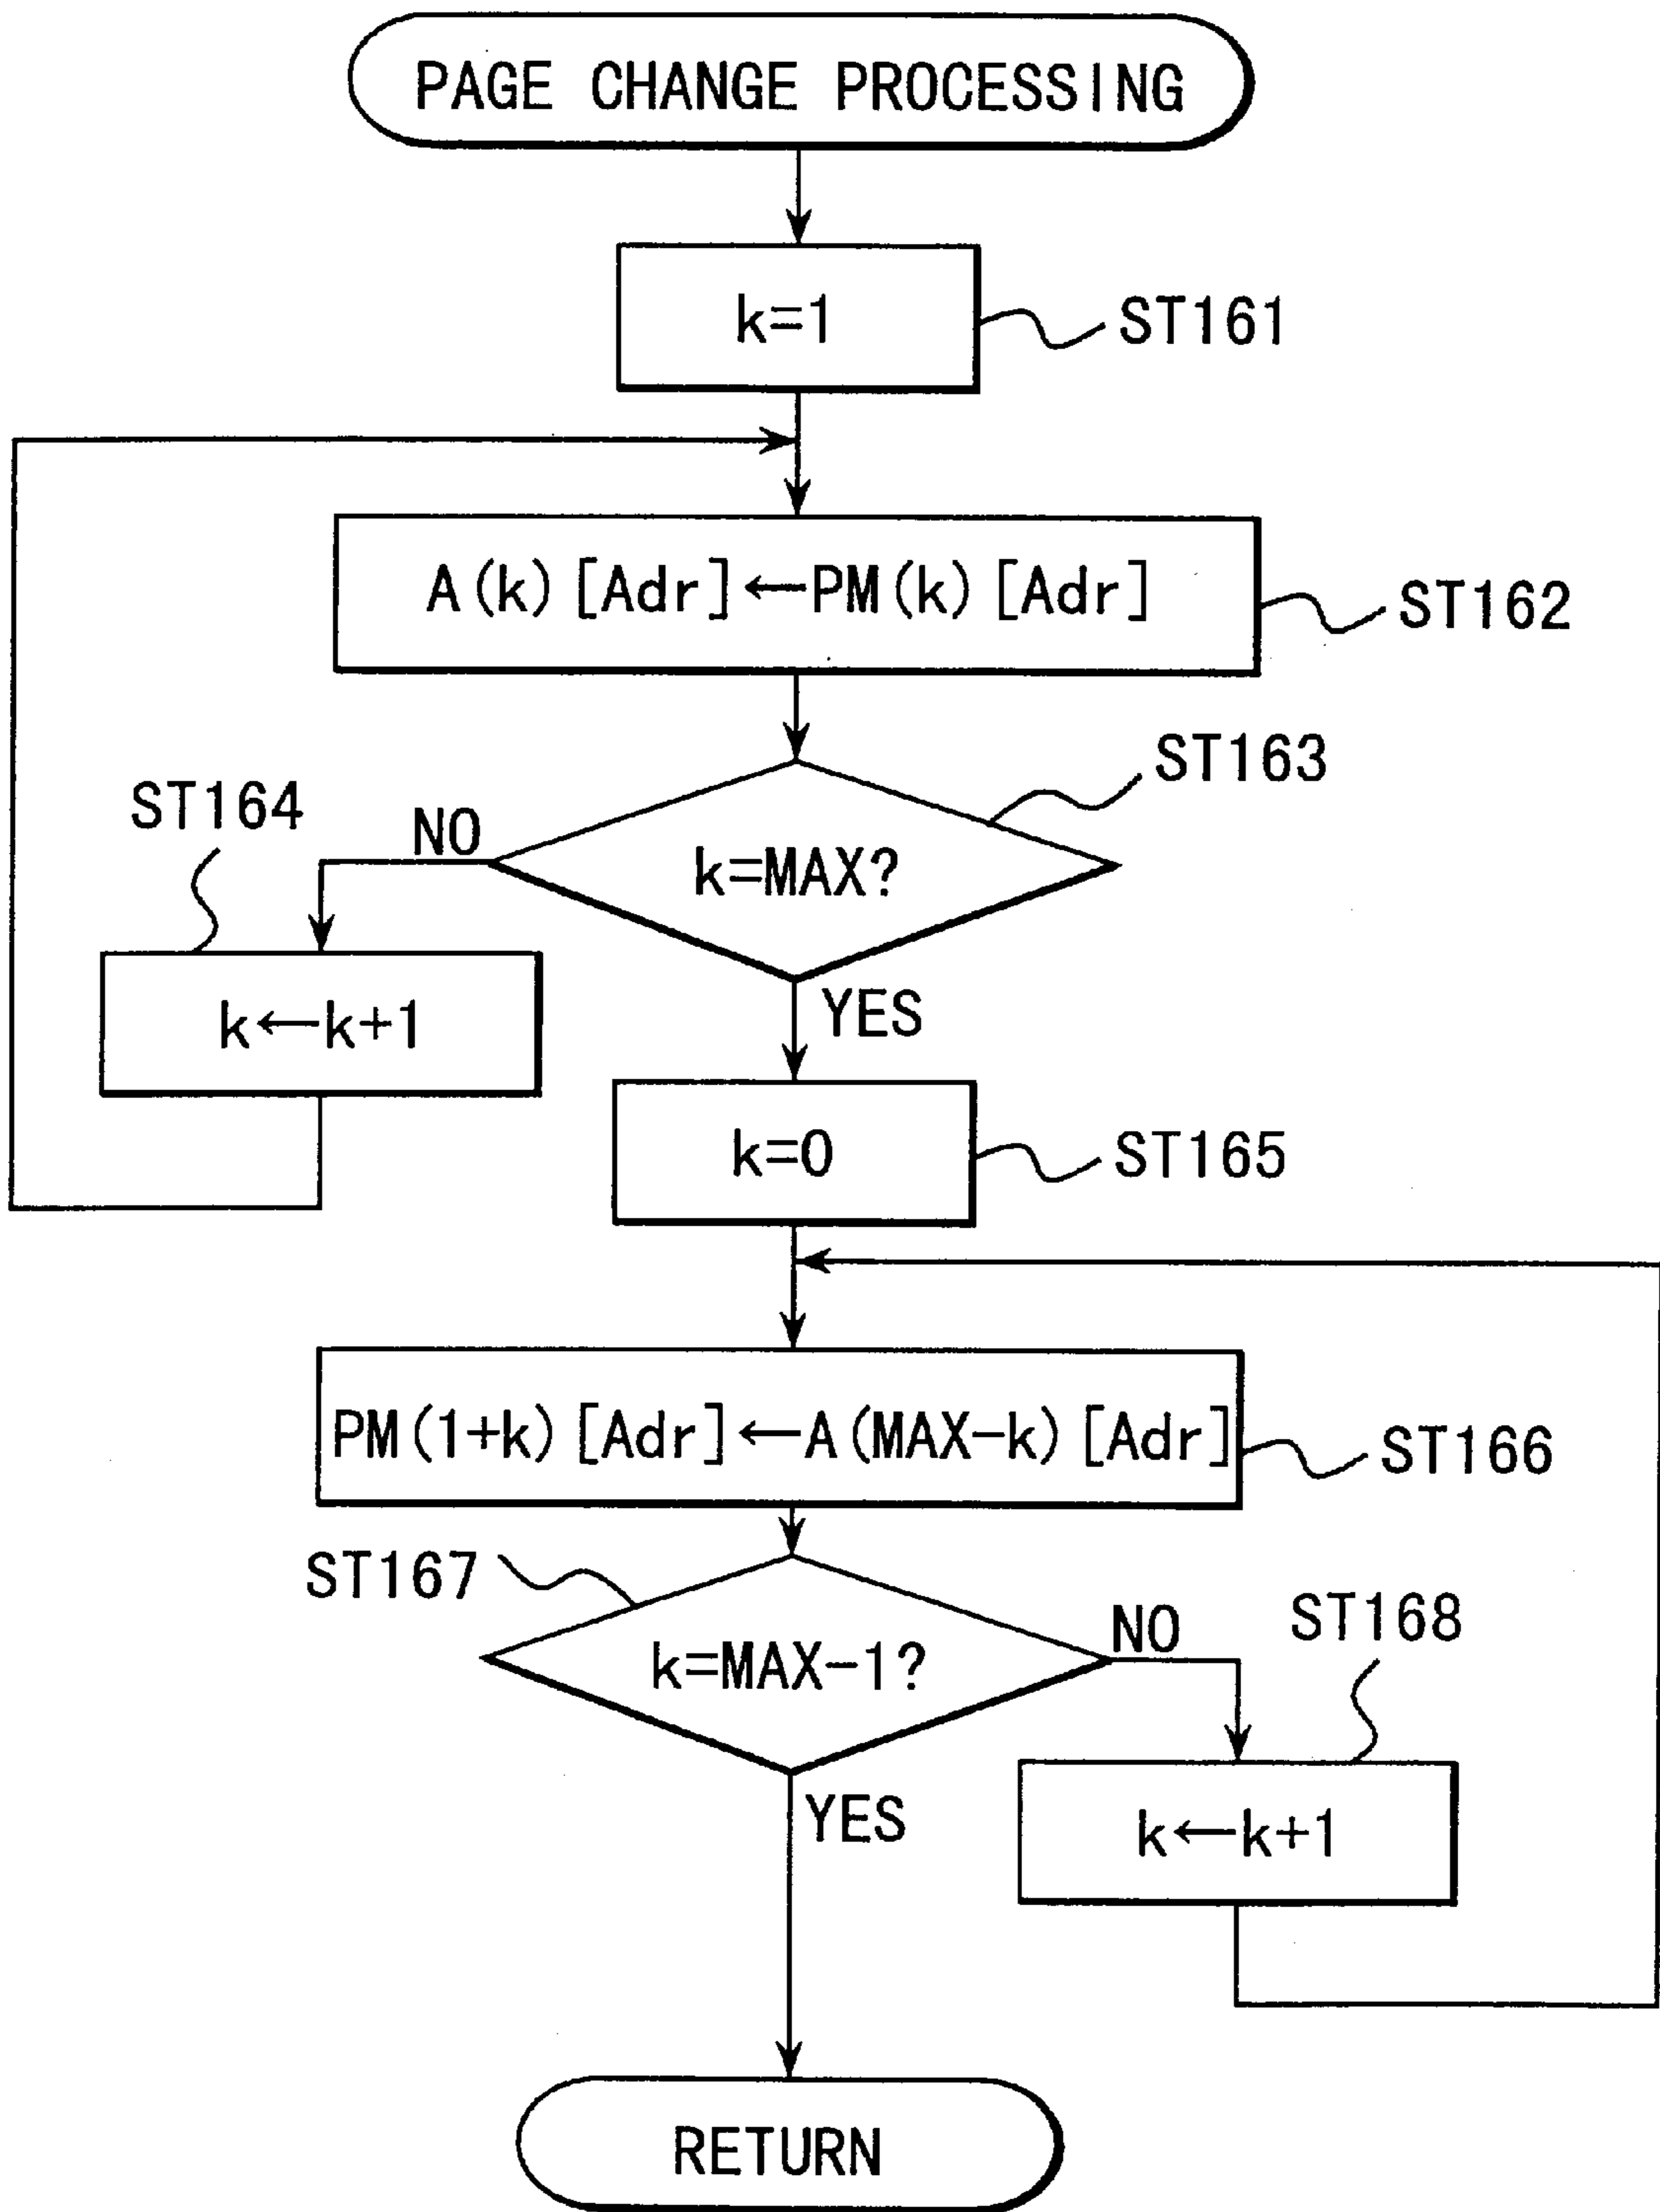 PAGE CHANGE PROCESSING
k=1
ST161
A(k)[Adr]←PM(k)[Adr]
ST162
ST163
ST164
NO
k=MAX?
k←k+1
YES
k=0
ST165
PM(1+k)[Adr]←A(MAX-k)[Adr]
ST166
ST167
k=MAX-1?
NO
ST168
YES
k←k+1
RETURN